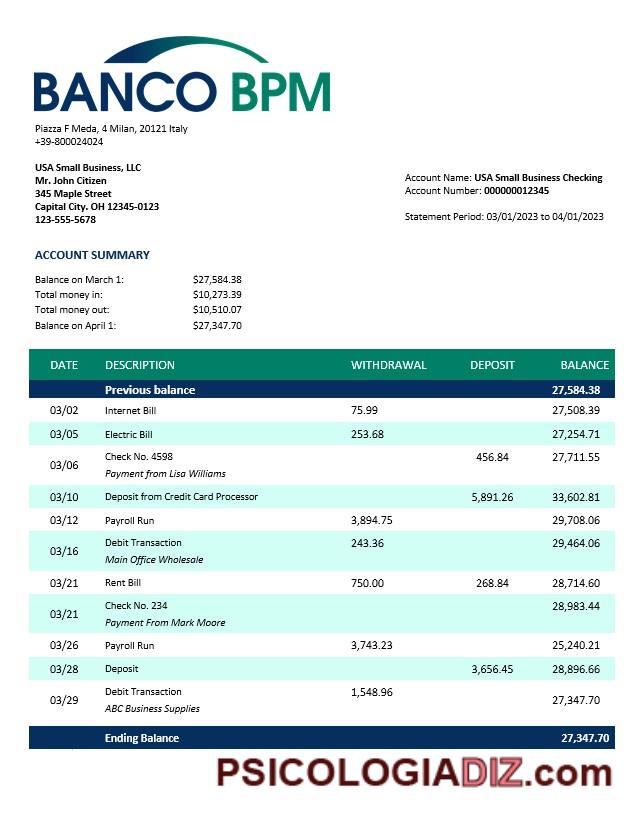 BANCO BPM
Piazza F Meda, 4 Milan, 20121 Italy
+39-800024024
USA Small Business, LLC
Mr. John Citizen
345 Maple Street
Capital City. OH 12345-0123
123-555-5678
Account Name: USA Small Business Checking
Account Number: 000000012345
Statement Period: 03/01/2023 to 04/01/2023
ACCOUNT SUMMARY
Balance on March 1: $27,584.38
Total money in: $10,273.39
Total money out: $10,510.07
Balance on April 1: $27,347.70
DATE DESCRIPTION WITHDRAWAL DEPOSIT BALANCE
Previous balance 27,584.38
03/02 Internet Bill 75.99 27,508.39
03/05 Electric Bill 253.68 27,254.71
03/06 Check No. 4598 456.84 27,711.55
Payment from Lisa Williams
03/10 Deposit from Credit Card Processor 5,891.26 33,602.81
03/12 Payroll Run 3,894.75 29,708.06
03/16 Debit Transaction 243.36 29,464.06
Main Office Wholesale
03/21 Rent Bill 750.00 268.84 28,714.60
03/21 Check No. 234 28,983.44
Payment From Mark Moore
03/26 Payroll Run 3,743.23 25,240.21
03/28 Deposit 3,656.45 28,896.66
03/29 Debit Transaction 1,548.96 27,347.70
ABC Business Supplies
Ending Balance 27,347.70
PSICOLOGIADIZ.com